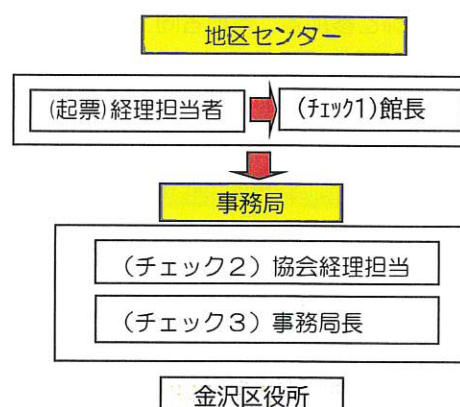 地区センター
(起票)経理担当者
(チェック1)館長
事務局
(チェック2)協会経理担当
(チェック3)事務局長
金沢区役所